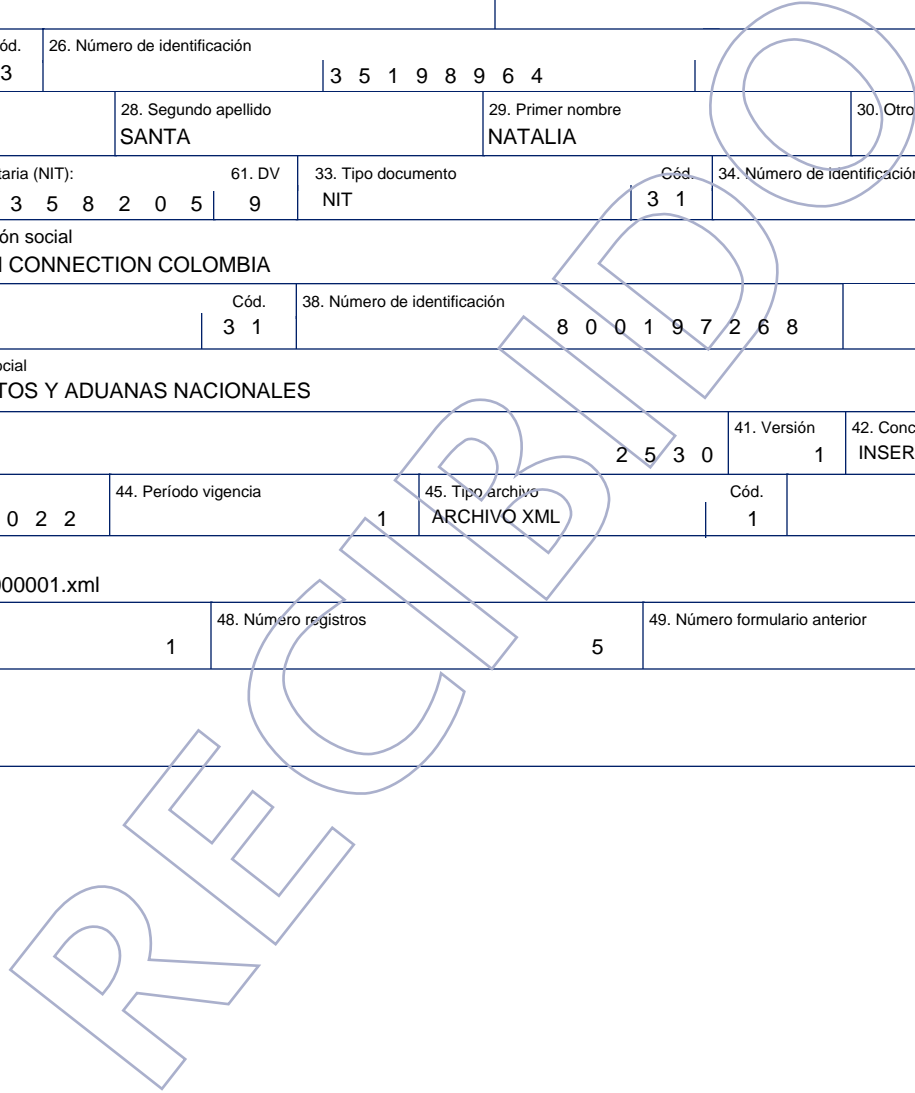 ód. 26. Número de identificación
3 3 5 1 9 8 9 6 4
28. Segundo apellido 29. Primer nombre 30. Otro
SANTA NATALIA
taria (NIT): 61. DV 33. Tipo documento Cód. 34. Número de identificación
3 5 8 2 0 5 9 NIT 3 1
ón social
CONNECTION COLOMBIA
Cód. 38. Número de identificación
3 1 8 0 0 1 9 7 2 6 8
ocial
TOS Y ADUANAS NACIONALES
41. Versión 42. Conc
2 5 3 0 1 INSER
44. Período vigencia 45. Tipo archivo Cód.
0 2 2 1 ARCHIVO XML 1
000001.xml
48. Número registros 49. Número formulario anterior
1 5
RECIBIDO